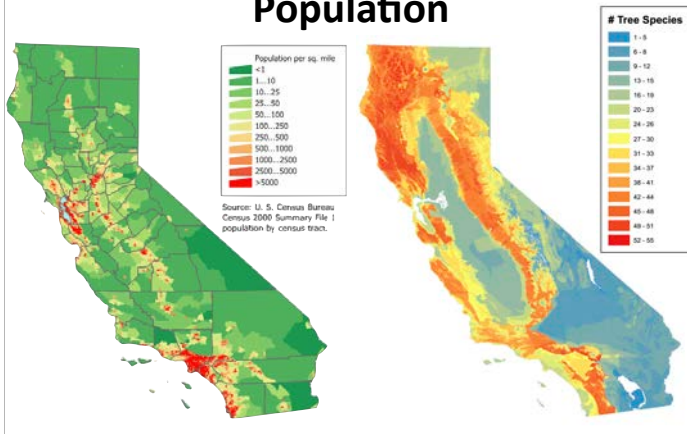 Population
Population per sq. mile
<1
1...10
10...25
25...50
50...100
100...250
250...500
500...1000
1000...2500
2500...5000
>5000
Source: U. S. Census Bureau
Census 2000 Summary File 1
population by census tract.
# Tree Species
1 - 5
6 - 8
9 - 12
13 - 15
16 - 19
20 - 23
24 - 26
27 - 30
31 - 33
34 - 37
38 - 41
42 - 44
45 - 48
49 - 51
52 - 55